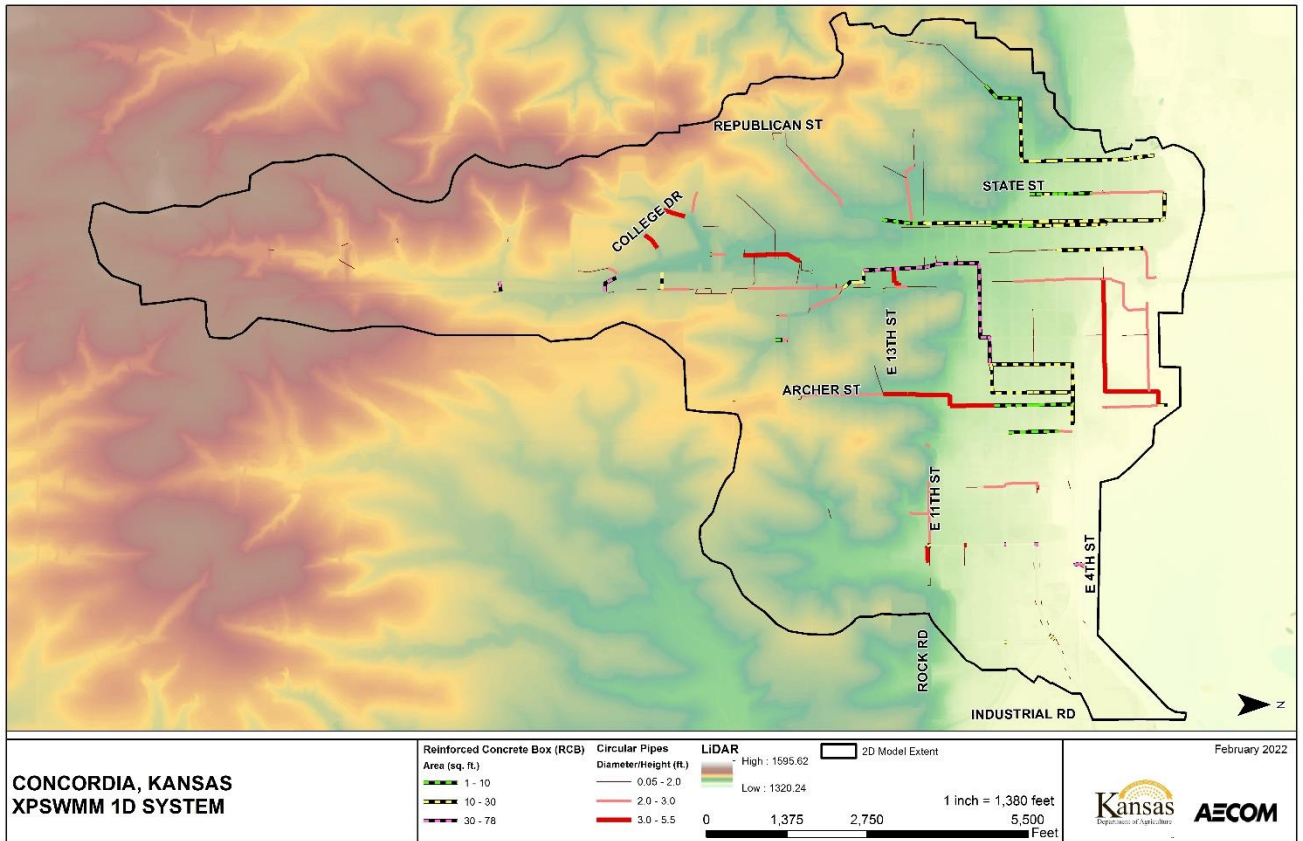 REPUBLICAN ST
STATE ST
COLLEGE DR
E 13TH ST
ARCHER ST
E 11TH ST
E 4TH ST
ROCK RD
INDUSTRIAL RD
N
CONCORDIA, KANSAS
XPSWMM 1D SYSTEM
Reinforced Concrete Box (RCB)
Area (sq. ft.)
1 - 10
10 - 30
30 - 78
Circular Pipes
Diameter/Height (ft.)
0.05 - 2.0
2.0 - 3.0
3.0 - 5.5
LiDAR
High : 1595.62
Low : 1320.24
2D Model Extent
1 inch = 1,380 feet
0 1,375 2,750 5,500
Feet
February 2022
Kansas
Department of Agriculture
AECOM